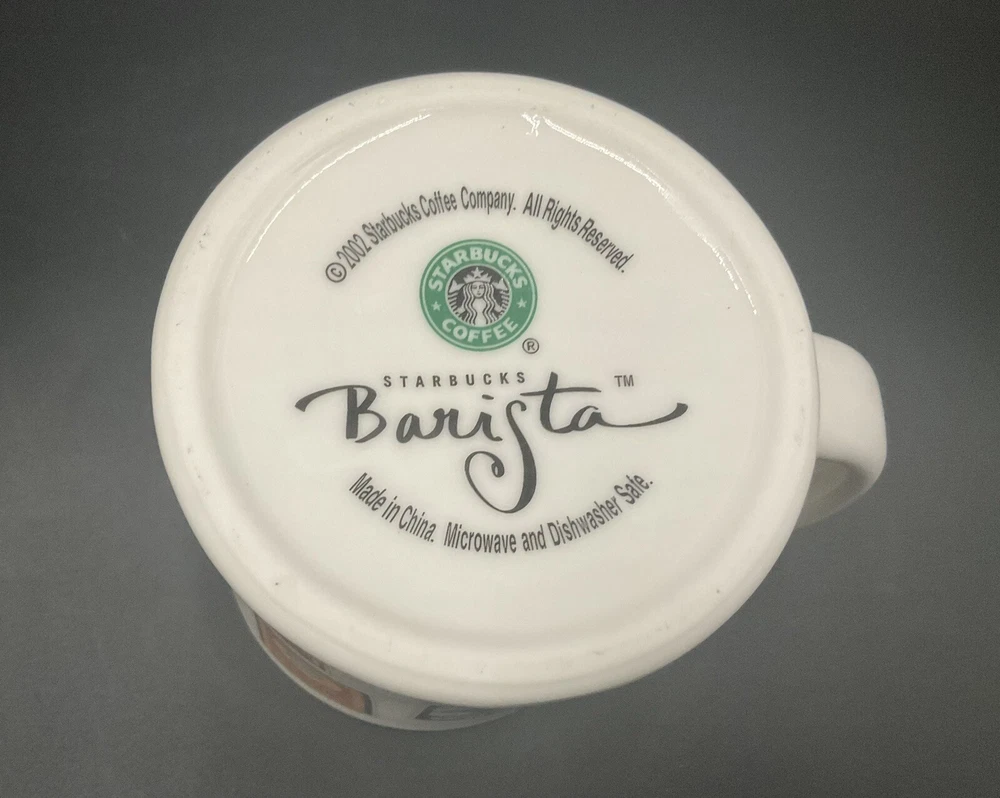 © 2002 Starbucks Coffee Company. All Rights Reserved.
STARBUCKS
COFFEE
®
STARBUCKS
Barista ™
Made in China. Microwave and Dishwasher Safe.